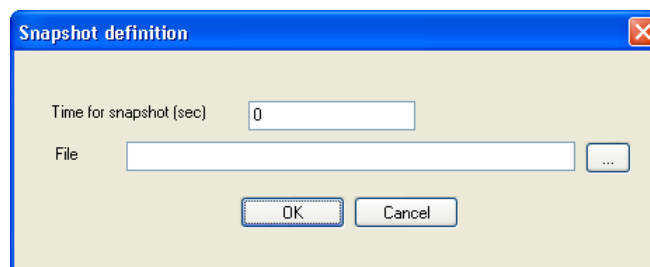 Snapshot definition
Time for snapshot (sec) 0
File ...
OK Cancel